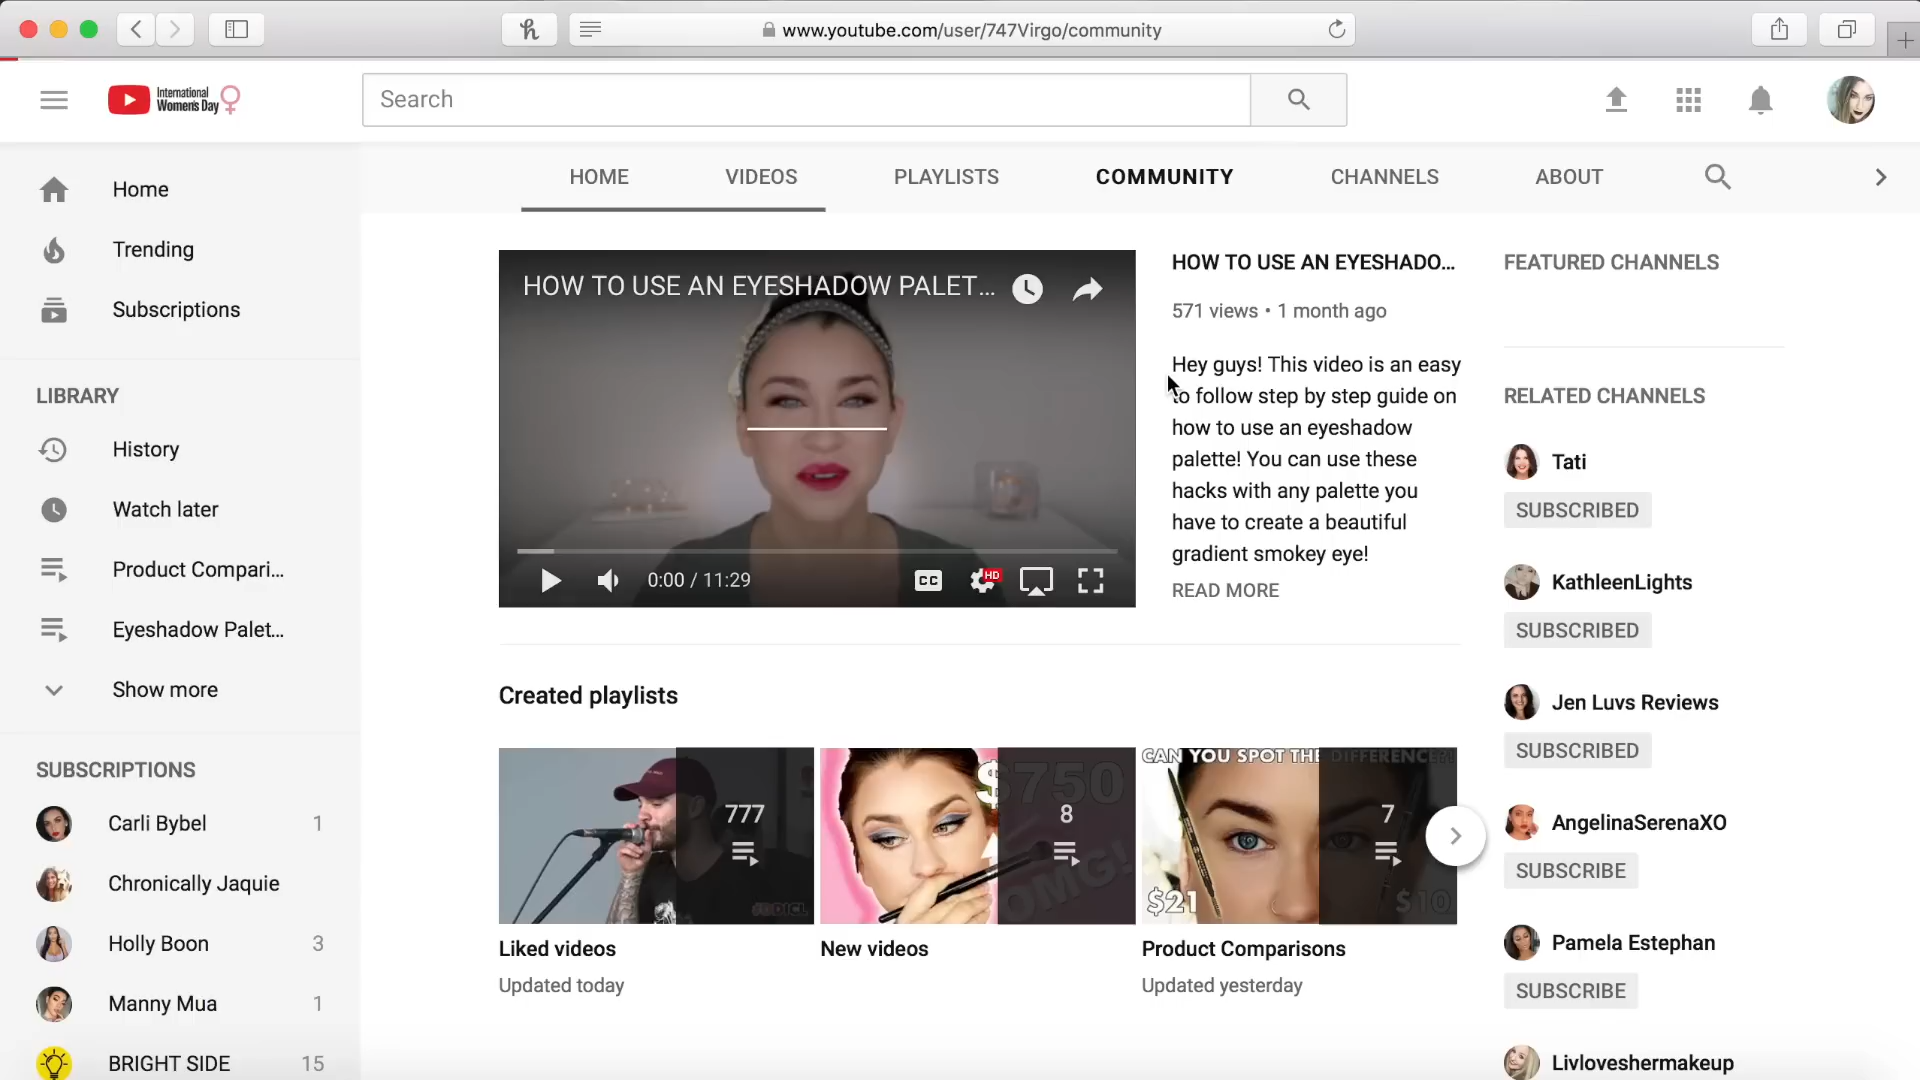 www.youtube.com/user/747Virgo/community
International
Women's Day
Search
Home
Trending
Subscriptions
LIBRARY
History
Watch later
Product Compari...
Eyeshadow Palet...
Show more
SUBSCRIPTIONS
Carli Bybel 1
Chronically Jaquie
Holly Boon 3
Manny Mua 1
BRIGHT SIDE 15
HOME VIDEOS PLAYLISTS COMMUNITY CHANNELS ABOUT
HOW TO USE AN EYESHADOW PALET...
0:00 / 11:29
CC
HD
HOW TO USE AN EYESHADO...
571 views • 1 month ago
Hey guys! This video is an easy
to follow step by step guide on
how to use an eyeshadow
palette! You can use these
hacks with any palette you
have to create a beautiful
gradient smokey eye!
READ MORE
Created playlists
777
Liked videos
Updated today
$750
8
OMG!
New videos
CAN YOU SPOT THE DIFFERENCE?!
7
$21
$10
Product Comparisons
Updated yesterday
FEATURED CHANNELS
RELATED CHANNELS
Tati
SUBSCRIBED
KathleenLights
SUBSCRIBED
Jen Luvs Reviews
SUBSCRIBED
AngelinaSerenaXO
SUBSCRIBE
Pamela Estephan
SUBSCRIBE
Livloveshermakeup